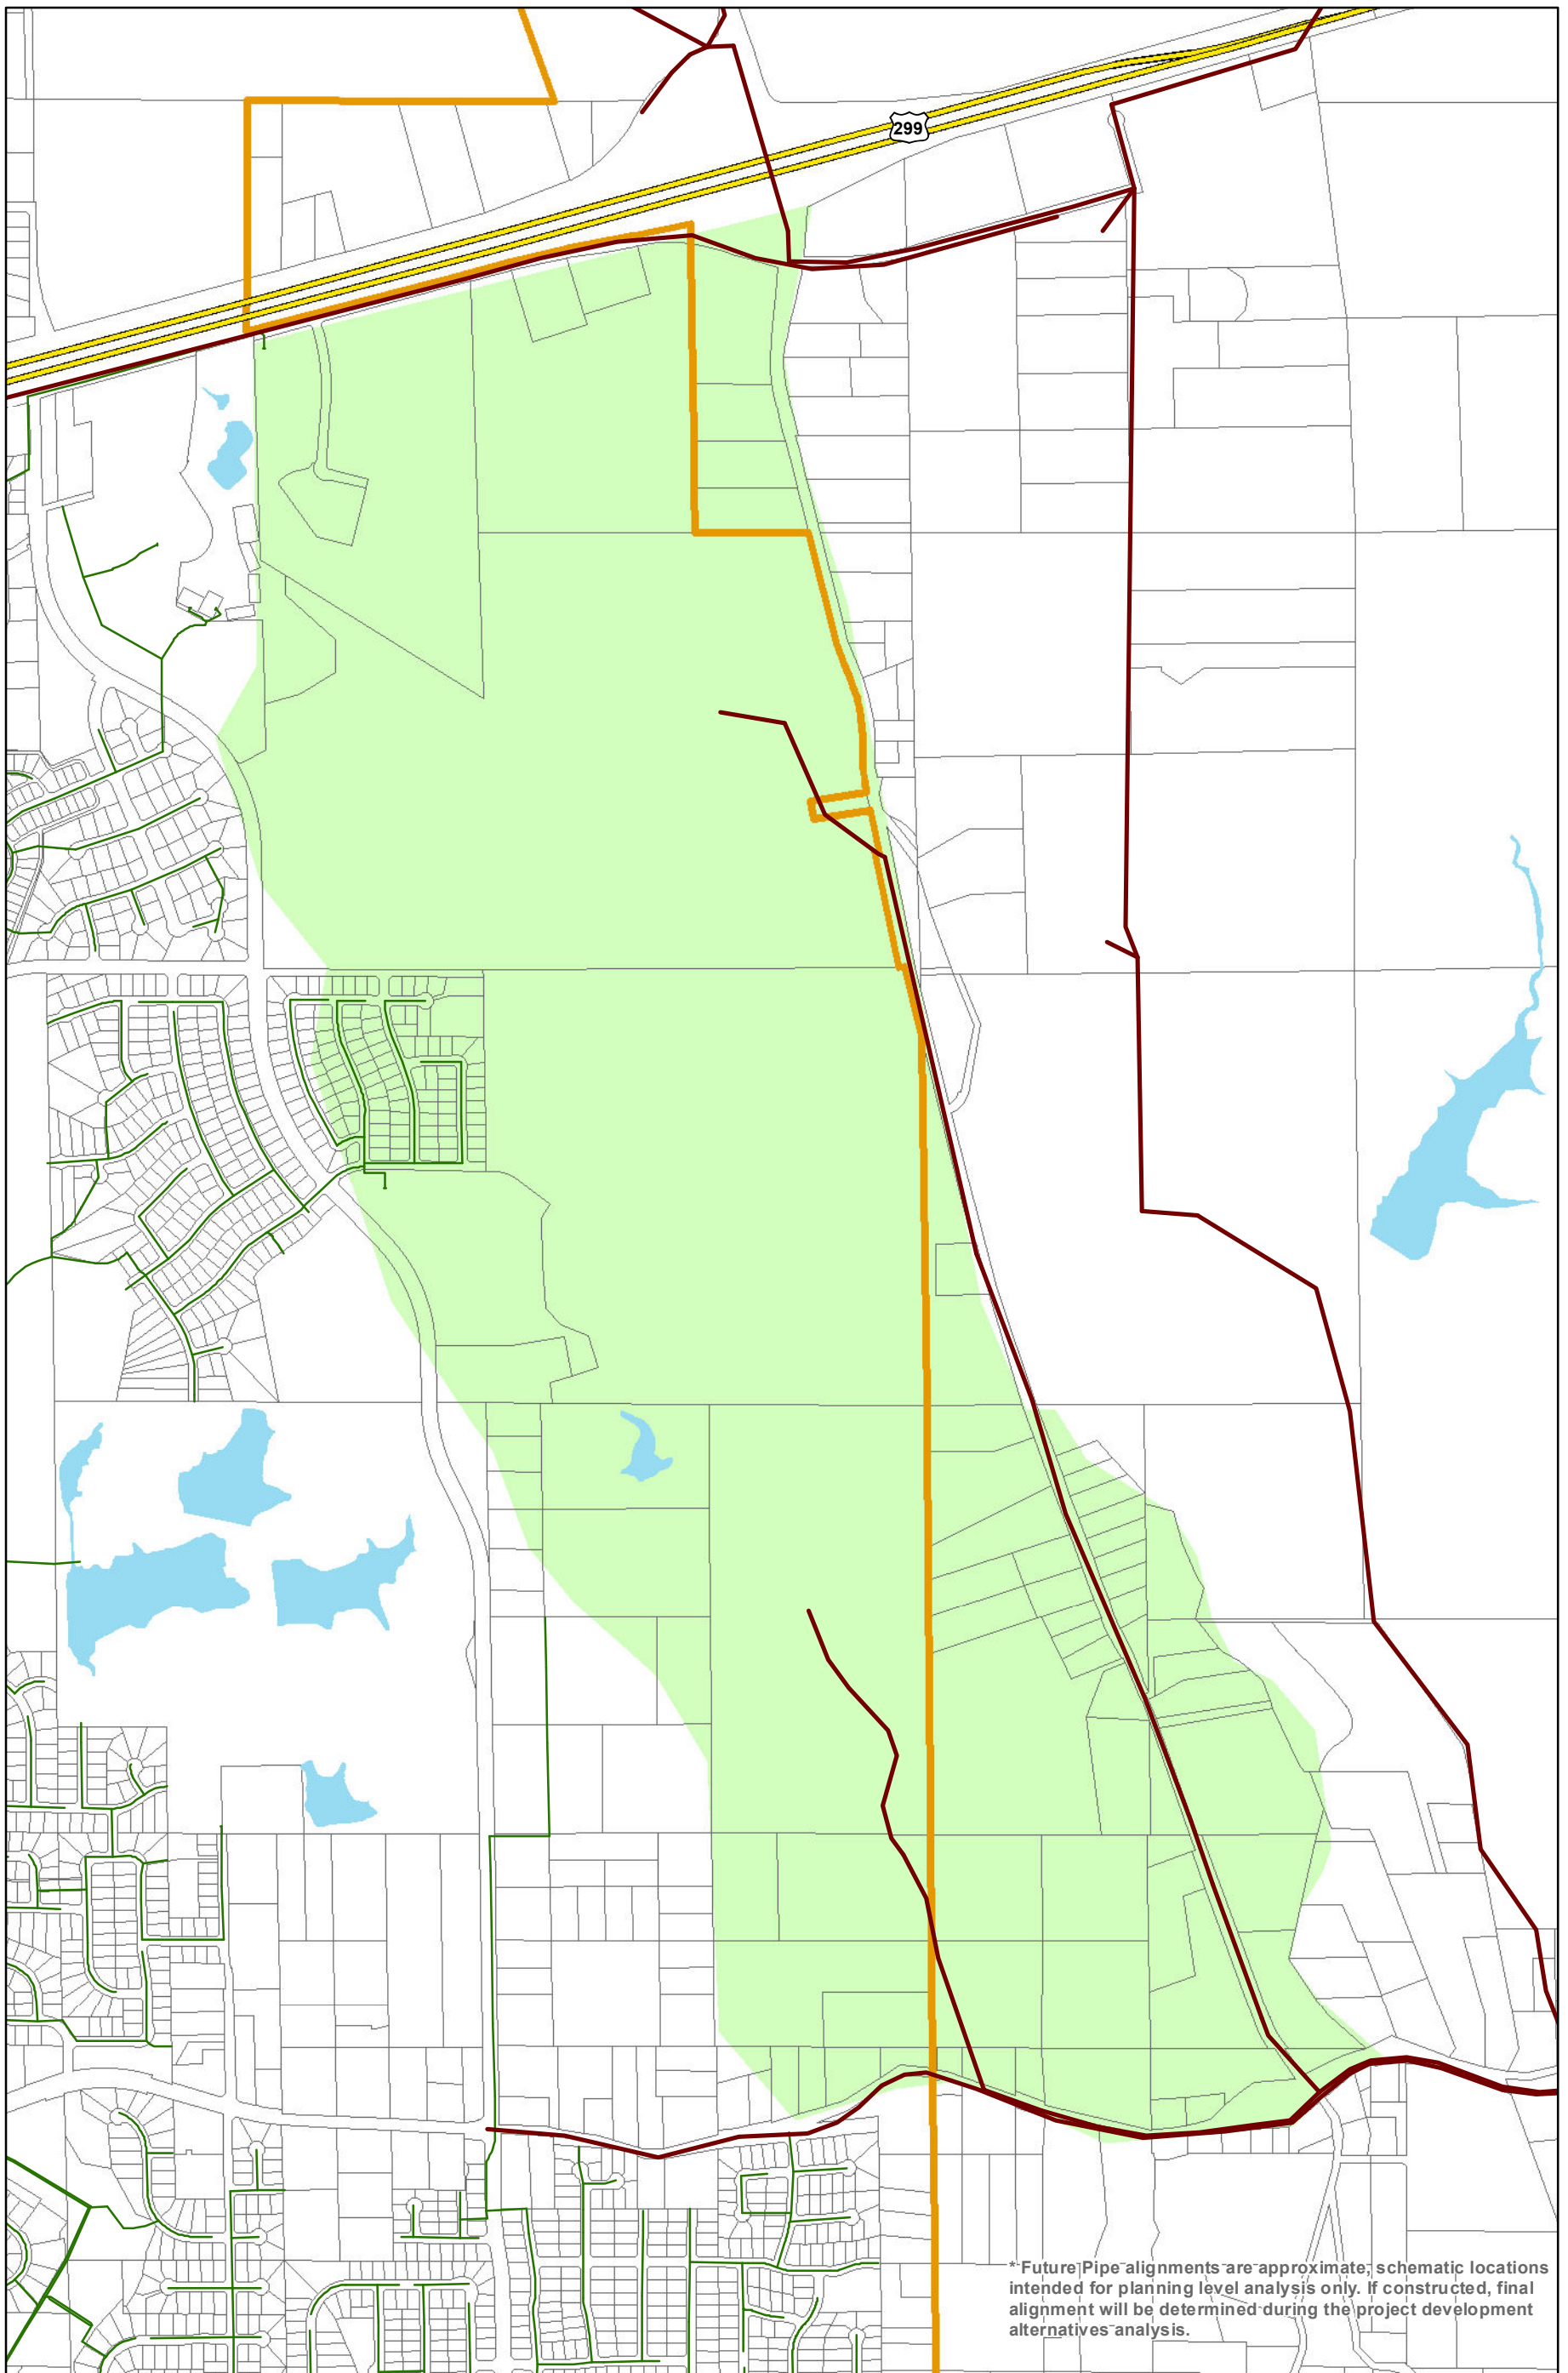 299
* Future Pipe alignments are approximate, schematic locations
intended for planning level analysis only. If constructed, final
alignment will be determined during the project development
alternatives analysis.